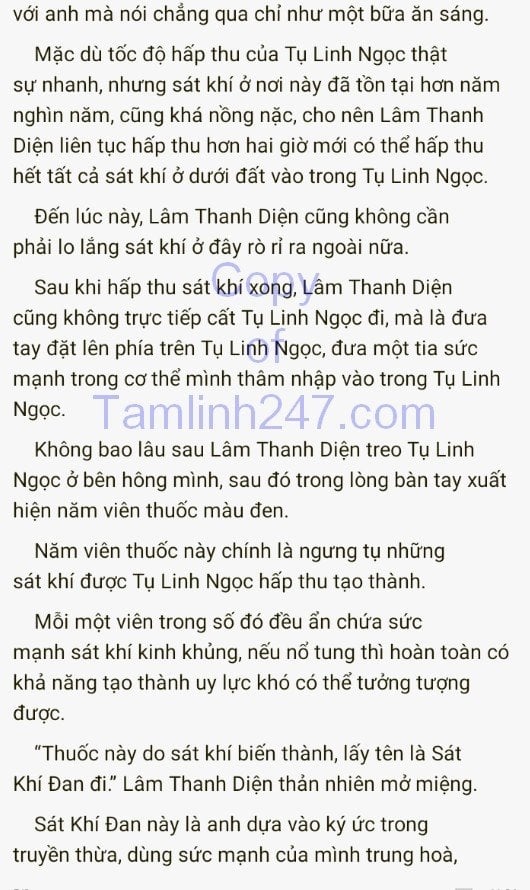 với anh mà nói chẳng qua chỉ như một bữa ăn sáng.
Mặc dù tốc độ hấp thu của Tụ Linh Ngọc thật
sự nhanh, nhưng sát khí ở nơi này đã tồn tại hơn năm
nghìn năm, cũng khá nồng nặc, cho nên Lâm Thanh
Diện liên tục hấp thu hơn hai giờ mới có thể hấp thu
hết tất cả sát khí ở dưới đất vào trong Tụ Linh Ngọc.
Đến lúc này, Lâm Thanh Diện cũng không cần
phải lo lắng sát khí ở đây rò rỉ ra ngoài nữa.
Sau khi hấp thu sát khí xong, Lâm Thanh Diện
cũng không trực tiếp cất Tụ Linh Ngọc đi, mà là đưa
tay đặt lên phía trên Tụ Linh Ngọc, đưa một tia sức
mạnh trong cơ thể mình thâm nhập vào trong Tụ Linh
Ngọc.
Copy
of
Tamlinh247.com
Không bao lâu sau Lâm Thanh Diện treo Tụ Linh
Ngọc ở bên hông mình, sau đó trong lòng bàn tay xuất
hiện năm viên thuốc màu đen.
Năm viên thuốc này chính là ngưng tụ những
sát khí được Tụ Linh Ngọc hấp thu tạo thành.
Mỗi một viên trong số đó đều ẩn chứa sức
mạnh sát khí kinh khủng, nếu nổ tung thì hoàn toàn có
khả năng tạo thành uy lực khó có thể tưởng tượng
được.
“Thuốc này do sát khí biến thành, lấy tên là Sát
Khí Đan đi.” Lâm Thanh Diện thản nhiên mở miệng.
Sát Khí Đan này là anh dựa vào ký ức trong
truyền thừa, dùng sức mạnh của mình trung hoà,